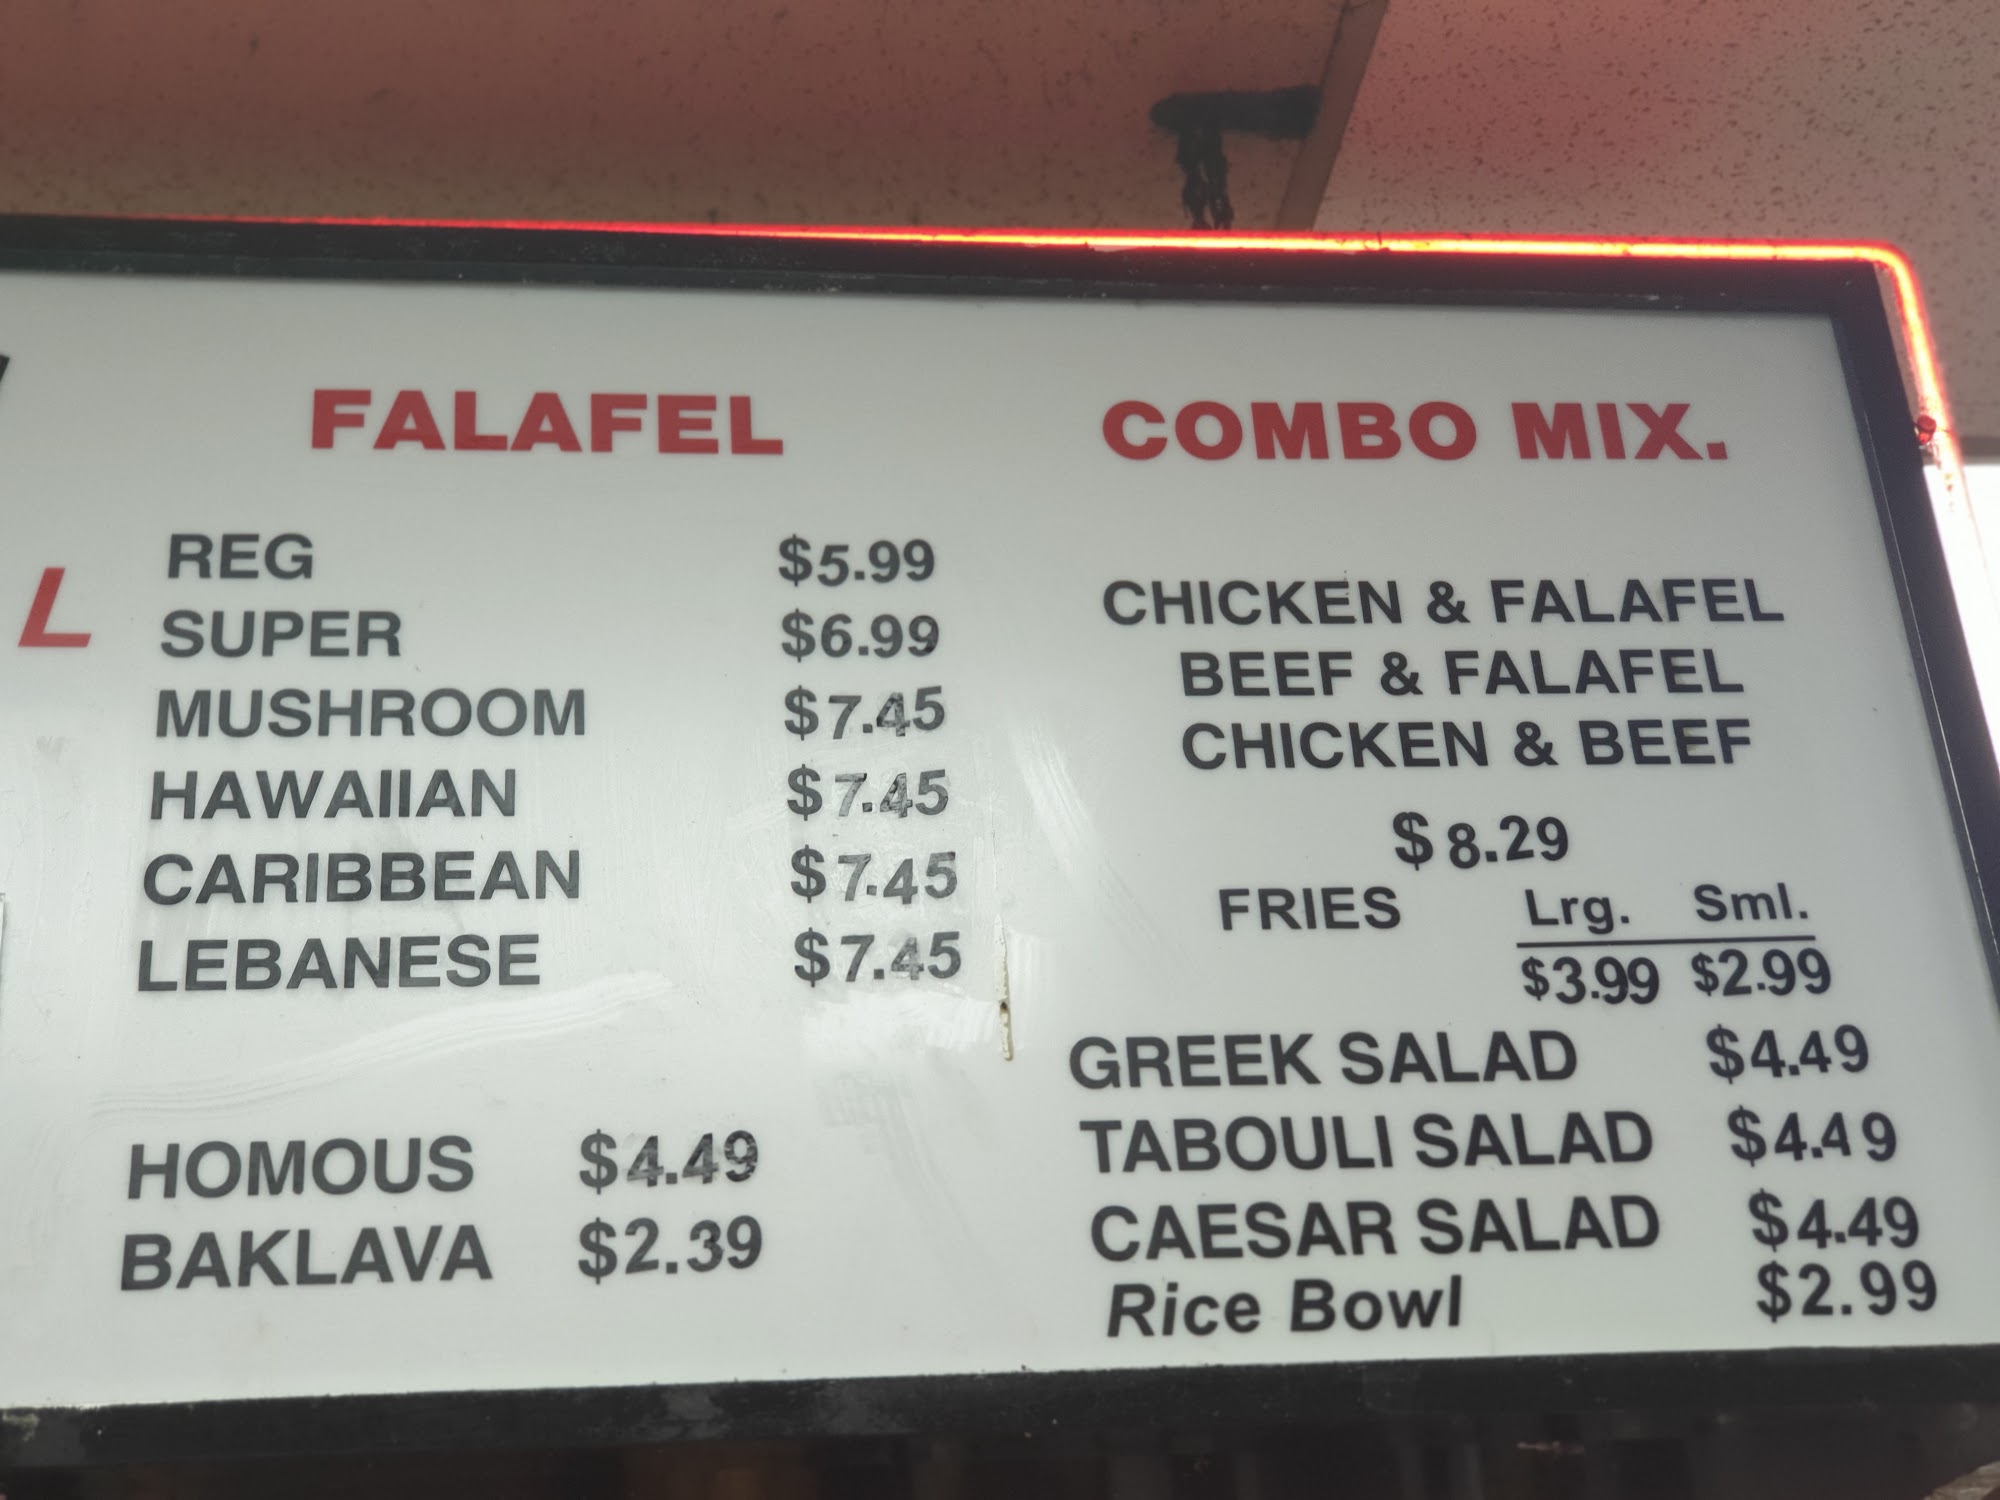 L
FALAFEL
REG $5.99
SUPER $6.99
MUSHROOM $7.45
HAWAIIAN $7.45
CARIBBEAN $7.45
LEBANESE $7.45
HOMOUS $4.49
BAKLAVA $2.39
COMBO MIX.
CHICKEN & FALAFEL
BEEF & FALAFEL
CHICKEN & BEEF
$8.29
FRIES Lrg. Sml.
$3.99 $2.99
GREEK SALAD $4.49
TABOULI SALAD $4.49
CAESAR SALAD $4.49
Rice Bowl $2.99